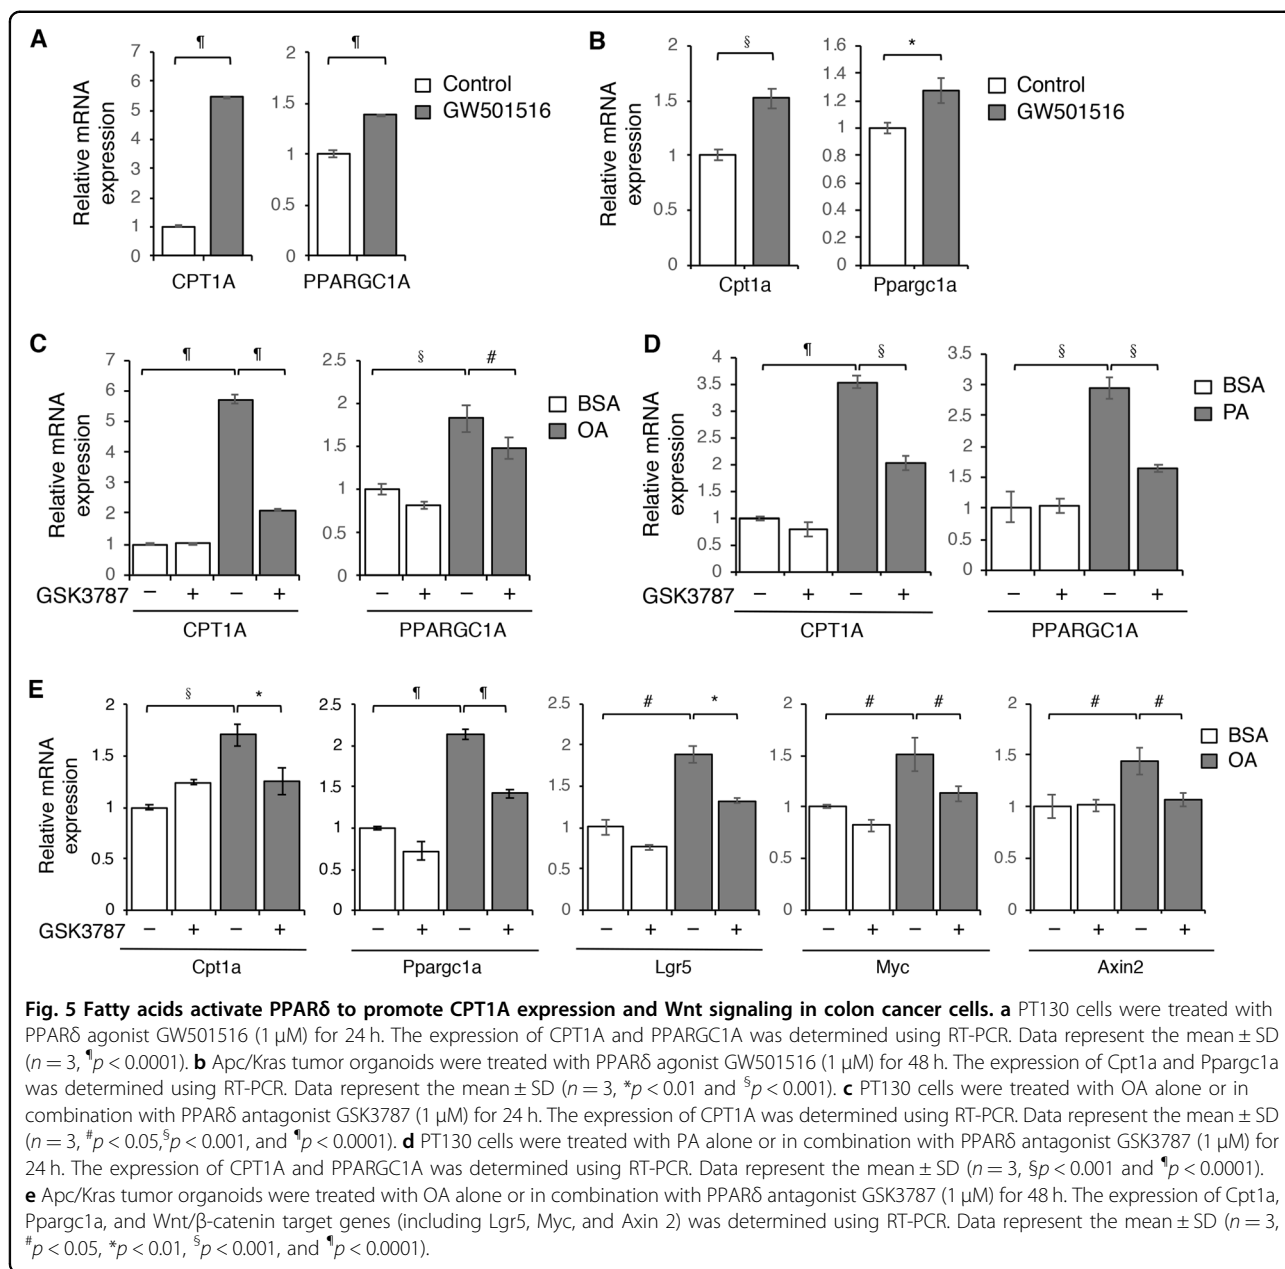 A
B
Relative mRNA
expression
7
6
5
4
3
2
1
0
¶
CPT1A
2
1.5
1
0.5
0
¶
PPARGC1A
Control
GW501516
Relative mRNA
expression
2
1.5
1
0.5
0
§
Cpt1a
1.6
1.4
1.2
1
0.8
0.6
0.4
0.2
0
*
Ppargc1a
Control
GW501516
C
Relative mRNA
expression
7
6
5
4
3
2
1
0
¶ ¶
GSK3787 − + − +
CPT1A
2.5
2
1.5
1
0.5
0
§ #
− + − +
PPARGC1A
BSA
OA
D
Relative mRNA
expression
4
3.5
3
2.5
2
1.5
1
0.5
0
¶ §
GSK3787 − + − +
CPT1A
3.5
3
2.5
2
1.5
1
0.5
0
§ §
− + − +
PPARGC1A
BSA
PA
E
Relative mRNA
expression
2
1.5
1
0.5
0
§ *
GSK3787 − + − +
Cpt1a
2.5
2
1.5
1
0.5
0
¶ ¶
− + − +
Ppargc1a
2.5
2
1.5
1
0.5
0
# *
− + − +
Lgr5
2
1.5
1
0.5
0
# #
− + − +
Myc
2
1.5
1
0.5
0
# #
− + − +
Axin2
BSA
OA
Fig. 5 Fatty acids activate PPARδ to promote CPT1A expression and Wnt signaling in colon cancer cells. a PT130 cells were treated with
PPARδ agonist GW501516 (1 μM) for 24 h. The expression of CPT1A and PPARGC1A was determined using RT-PCR. Data represent the mean ± SD
(n = 3, ¶p < 0.0001). b Apc/Kras tumor organoids were treated with PPARδ agonist GW501516 (1 μM) for 48 h. The expression of Cpt1a and Ppargc1a
was determined using RT-PCR. Data represent the mean ± SD (n = 3, *p < 0.01 and §p < 0.001). c PT130 cells were treated with OA alone or in
combination with PPARδ antagonist GSK3787 (1 μM) for 24 h. The expression of CPT1A was determined using RT-PCR. Data represent the mean ± SD
(n = 3, #p < 0.05,§p < 0.001, and ¶p < 0.0001). d PT130 cells were treated with PA alone or in combination with PPARδ antagonist GSK3787 (1 μM) for
24 h. The expression of CPT1A and PPARGC1A was determined using RT-PCR. Data represent the mean ± SD (n = 3, §p < 0.001 and ¶p < 0.0001).
e Apc/Kras tumor organoids were treated with OA alone or in combination with PPARδ antagonist GSK3787 (1 μM) for 48 h. The expression of Cpt1a,
Ppargc1a, and Wnt/β-catenin target genes (including Lgr5, Myc, and Axin 2) was determined using RT-PCR. Data represent the mean ± SD (n = 3,
#p < 0.05, *p < 0.01, §p < 0.001, and ¶p < 0.0001).